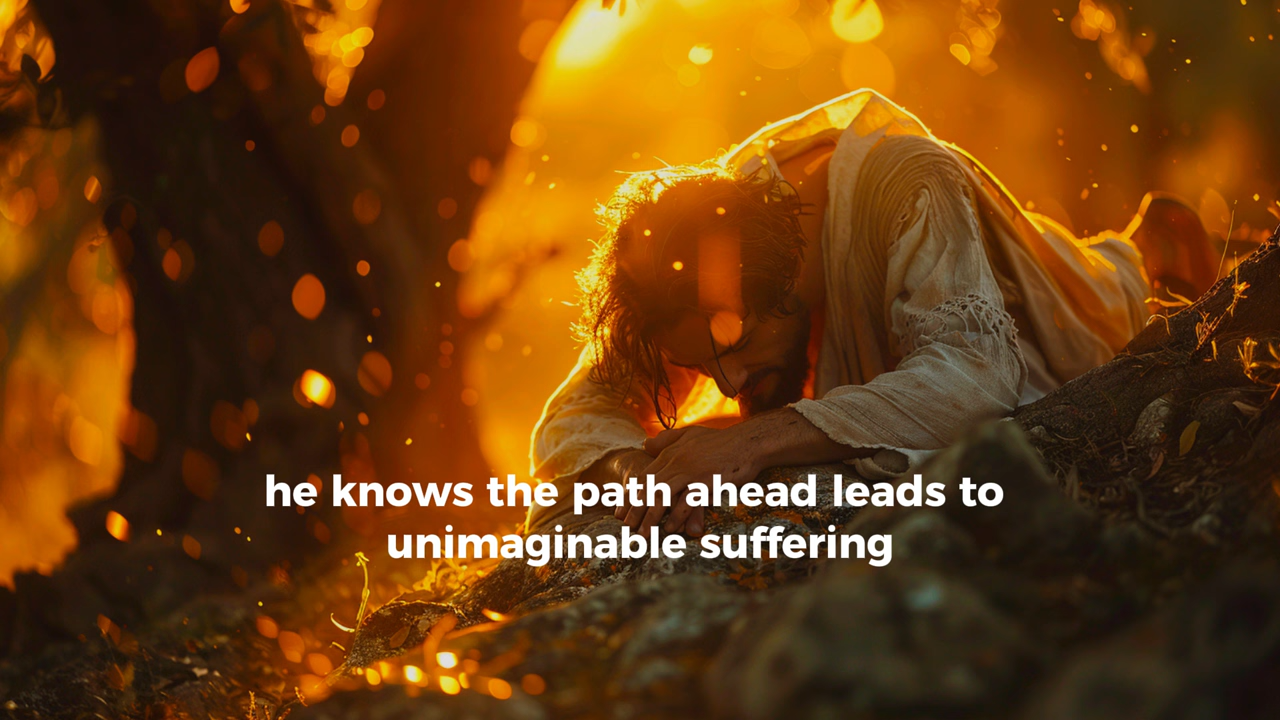 he knows the path ahead leads to
unimaginable suffering